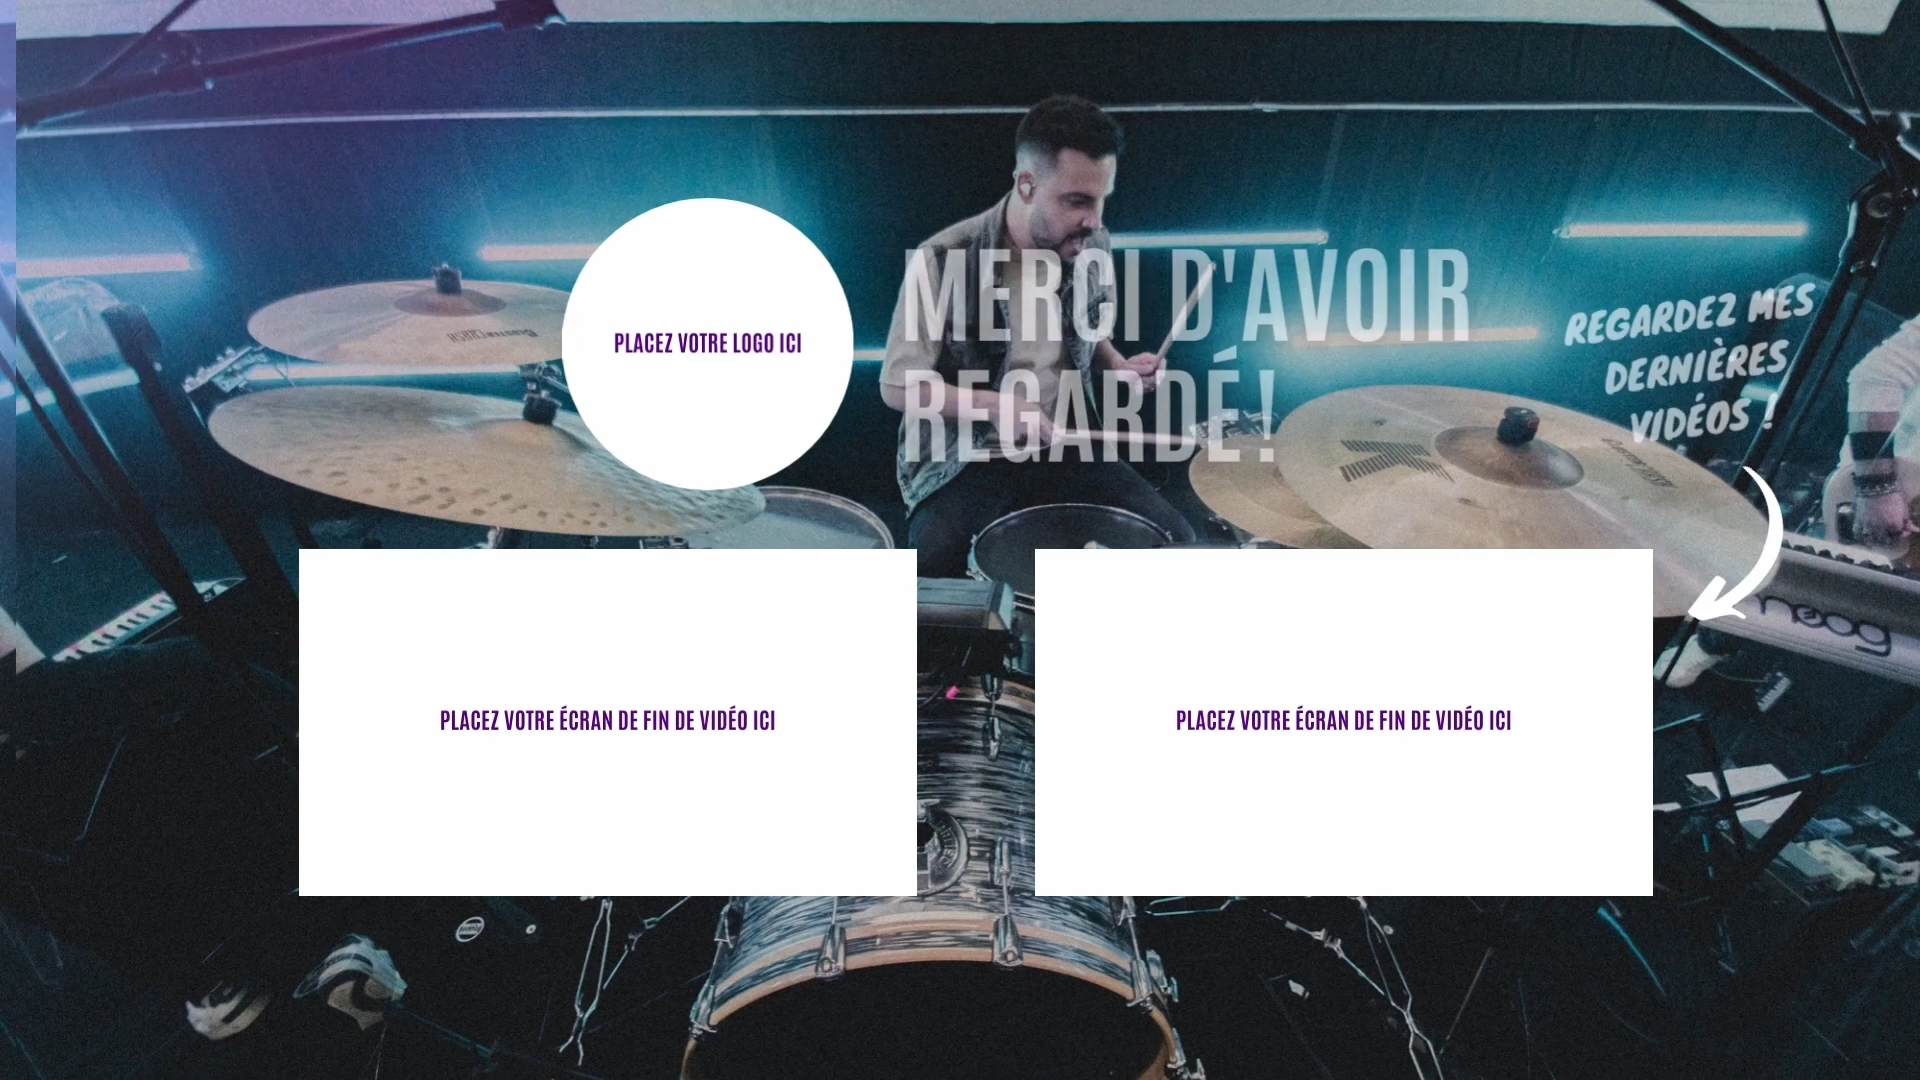 PLACEZ VOTRE LOGO ICI
MERCI D'AVOIR
REGARDÉ !
REGARDEZ MES
DERNIÈRES
VIDÉOS !
PLACEZ VOTRE ÉCRAN DE FIN DE VIDÉO ICI
PLACEZ VOTRE ÉCRAN DE FIN DE VIDÉO ICI
K
moog